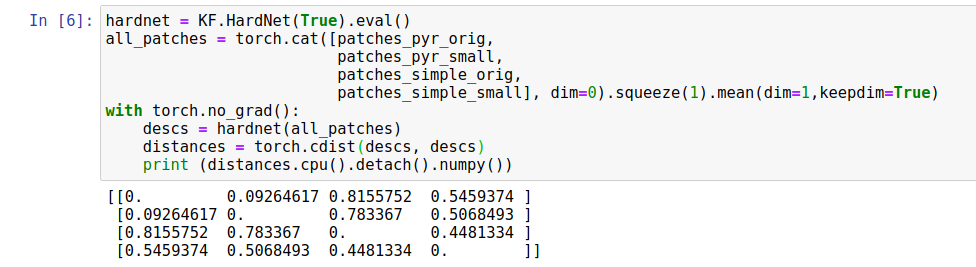 In [6]: hardnet = KF.HardNet(True).eval()
all_patches = torch.cat([patches_pyr_orig,
patches_pyr_small,
patches_simple_orig,
patches_simple_small], dim=0).squeeze(1).mean(dim=1,keepdim=True)
with torch.no_grad():
descs = hardnet(all_patches)
distances = torch.cdist(descs, descs)
print (distances.cpu().detach().numpy())
[[0. 0.09264617 0.8155752 0.5459374 ]
[0.09264617 0. 0.783367 0.5068493 ]
[0.8155752 0.783367 0. 0.4481334 ]
[0.5459374 0.5068493 0.4481334 0. ]]